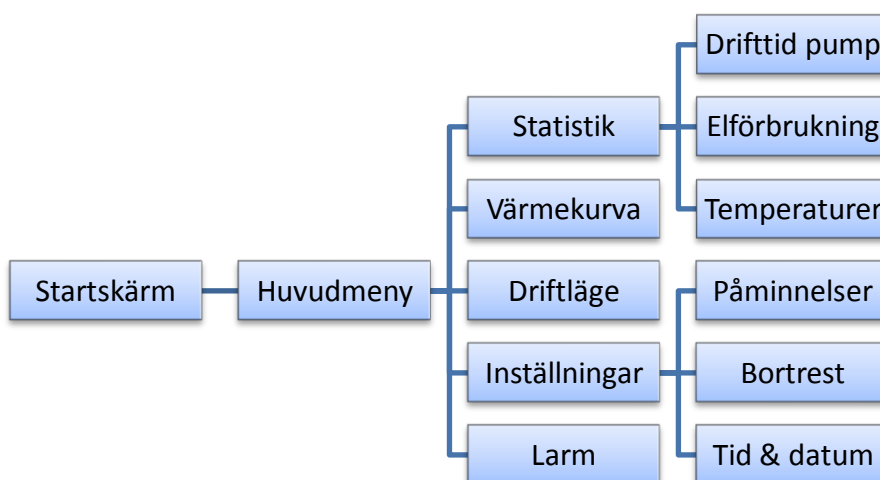 Startskärm
Huvudmeny
Statistik
Värmekurva
Driftläge
Inställningar
Larm
Drifttid pump
Elförbrukning
Temperaturer
Påminnelser
Bortrest
Tid & datum